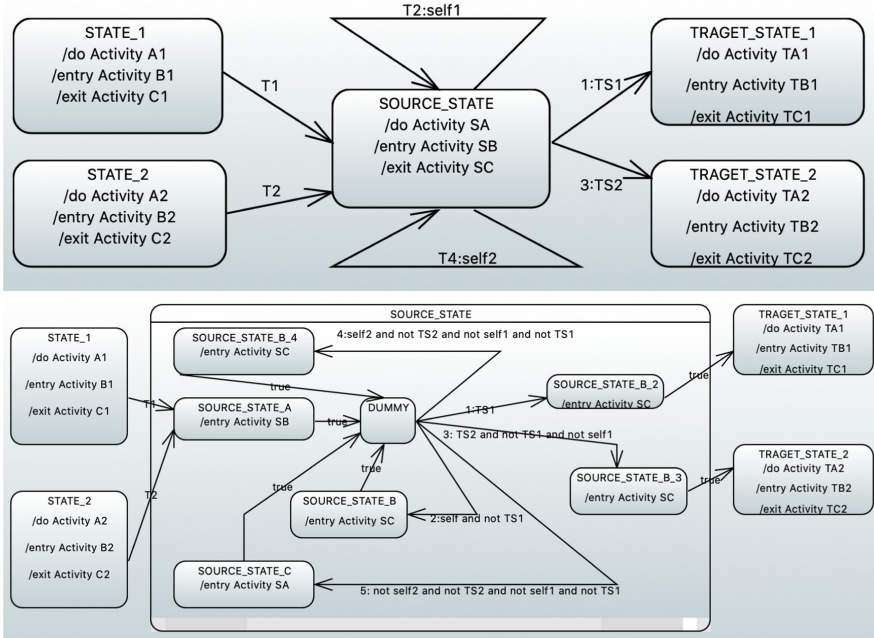 T2:self1
STATE_1
/do Activity A1
/entry Activity B1
/exit Activity C1
T1
SOURCE_STATE
/do Activity SA
/entry Activity SB
/exit Activity SC
1:TS1
TRAGET_STATE_1
/do Activity TA1
/entry Activity TB1
/exit Activity TC1
STATE_2
/do Activity A2
/entry Activity B2
/exit Activity C2
T2
3:TS2
TRAGET_STATE_2
/do Activity TA2
/entry Activity TB2
/exit Activity TC2
T4:self2
SOURCE_STATE
STATE_1
/do Activity A1
/entry Activity B1
/exit Activity C1
T1
SOURCE_STATE_B_4
/entry Activity SC
4:self2 and not TS2 and not self1 and not TS1
true
SOURCE_STATE_A
/entry Activity SB
true
DUMMY
1:TS1
SOURCE_STATE_B_2
/entry Activity SC
true
TRAGET_STATE_1
/do Activity TA1
/entry Activity TB1
/exit Activity TC1
3: TS2 and not TS1 and not self1
STATE_2
/do Activity A2
/entry Activity B2
/exit Activity C2
T2
true
true
SOURCE_STATE_B
/entry Activity SC
2:self and not TS1
SOURCE_STATE_B_3
/entry Activity SC
true
TRAGET_STATE_2
/do Activity TA2
/entry Activity TB2
/exit Activity TC2
SOURCE_STATE_C
/entry Activity SA
5: not self2 and not TS2 and not self1 and not TS1